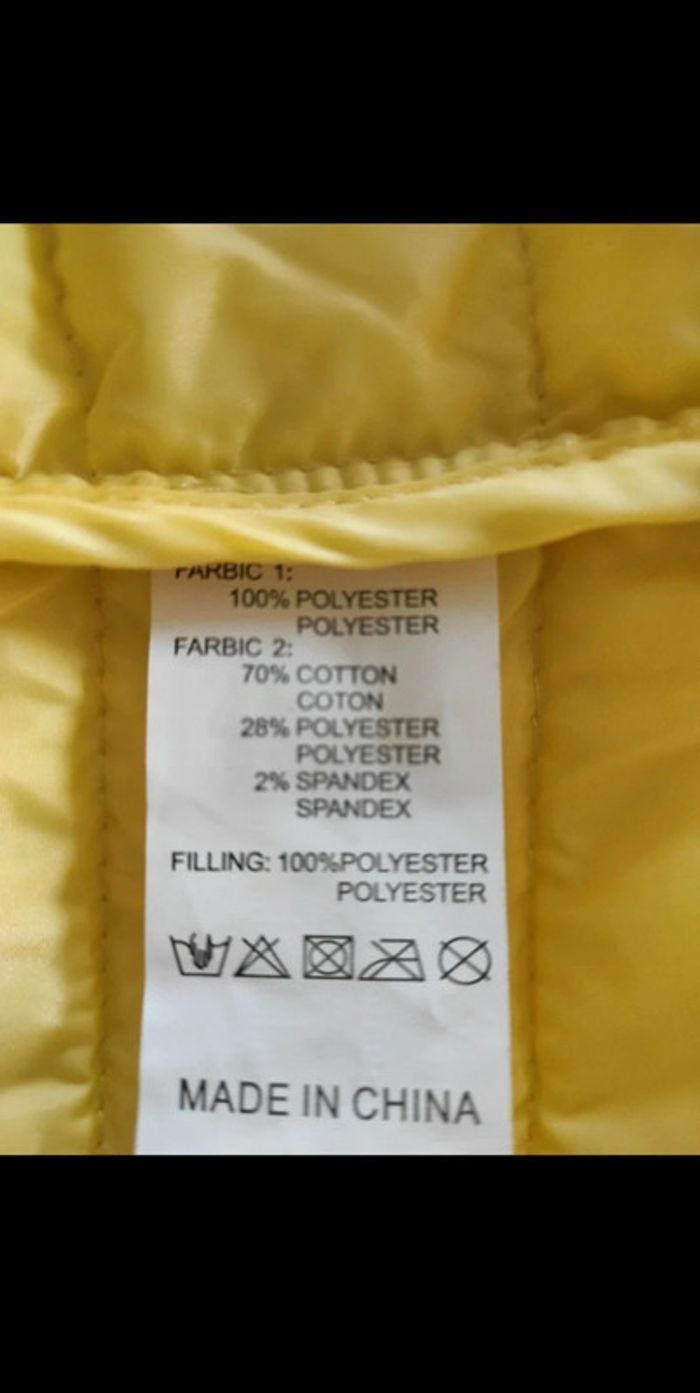 FARBIC 1:
100% POLYESTER
POLYESTER
FARBIC 2:
70% COTTON
COTON
28% POLYESTER
POLYESTER
2% SPANDEX
SPANDEX
FILLING: 100%POLYESTER
POLYESTER
MADE IN CHINA